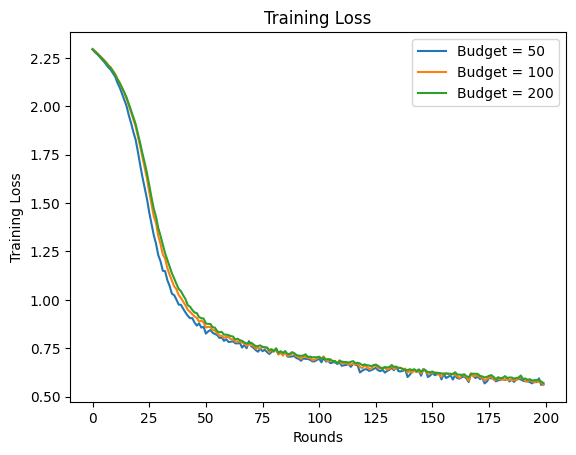 Training Loss
Budget = 50
Budget = 100
Budget = 200
2.25
2.00
1.75
1.50
1.25
1.00
0.75
0.50
Training Loss
0 25 50 75 100 125 150 175 200
Rounds